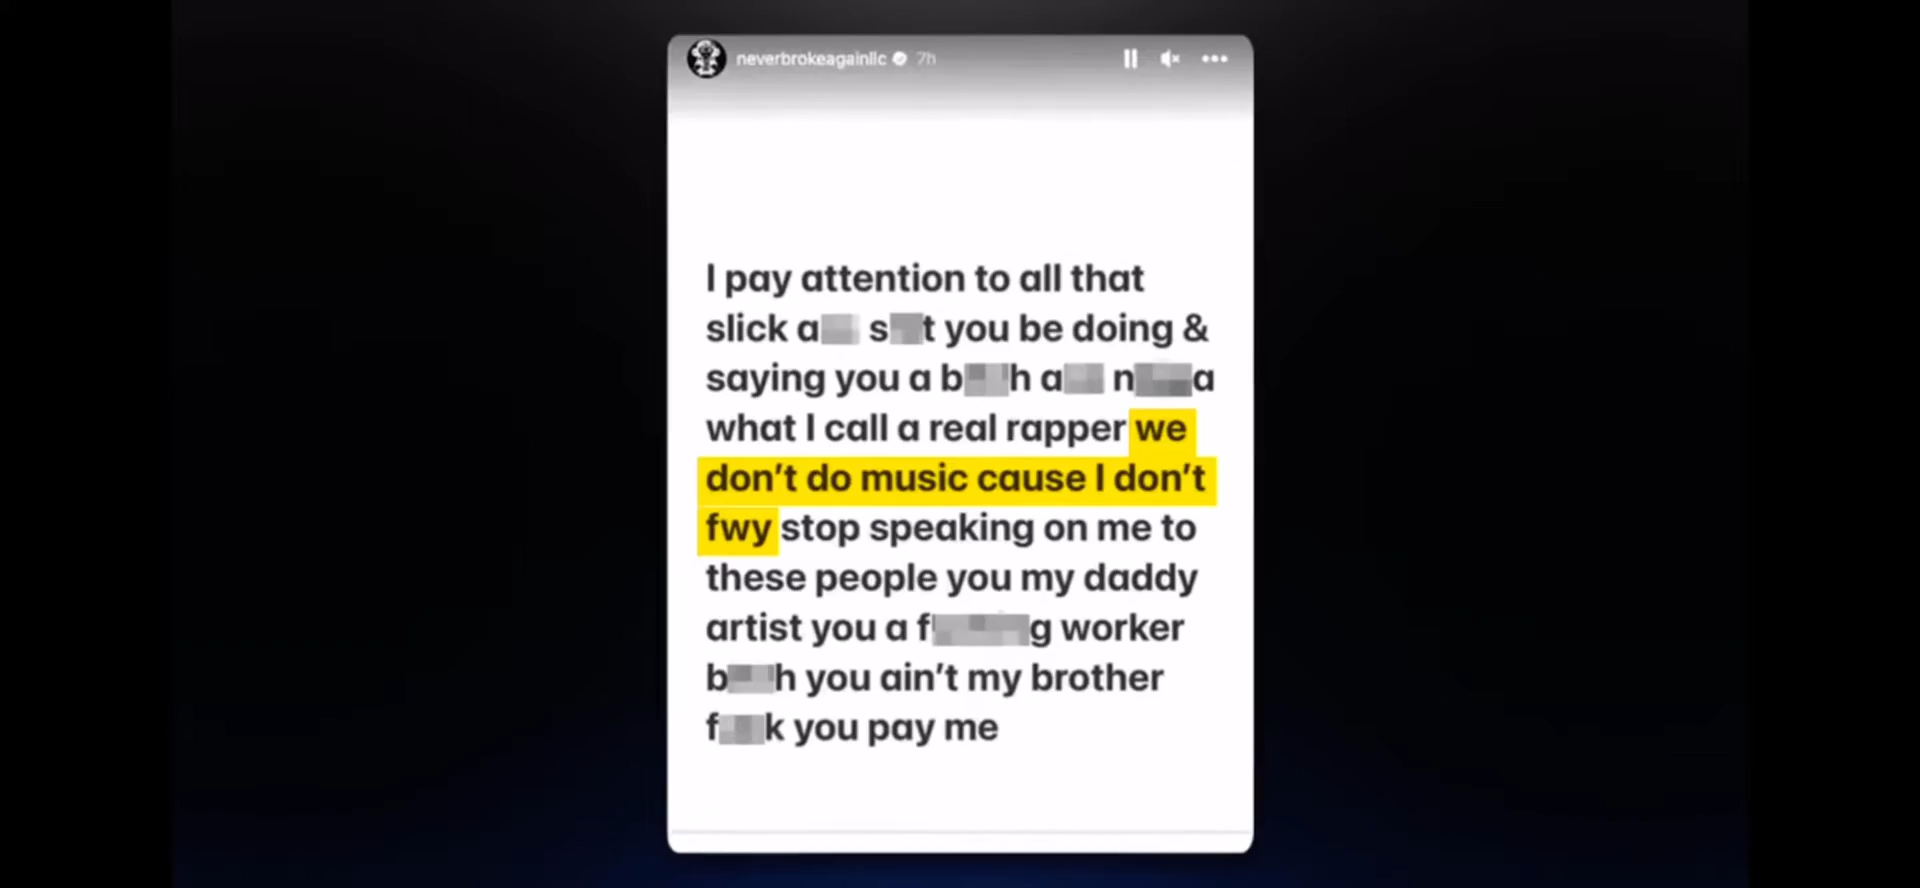 neverbrokeagainllc 7h
I pay attention to all that
slick a s t you be doing &
saying you a b h a n a
what I call a real rapper we
don't do music cause I don't
fwy stop speaking on me to
these people you my daddy
artist you a f g worker
b h you ain't my brother
f k you pay me